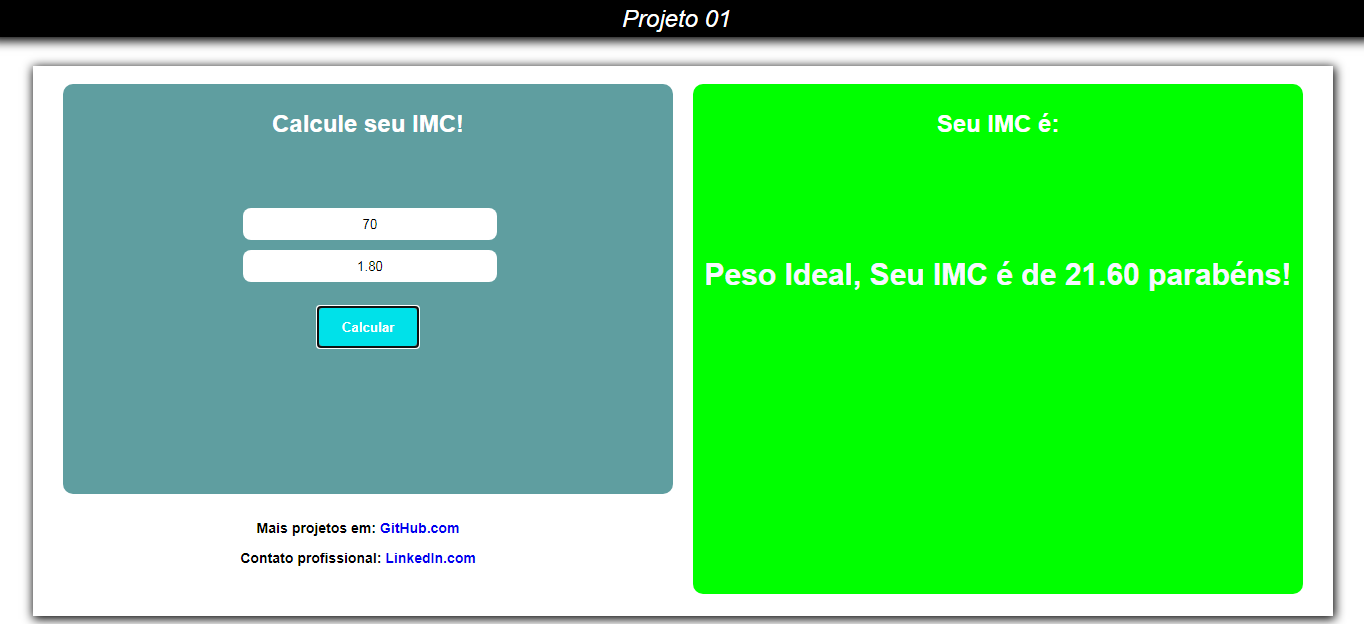 Projeto 01
Calcule seu IMC!
70
1.80
Calcular
Mais projetos em: GitHub.com
Contato profissional: LinkedIn.com
Seu IMC é:
Peso Ideal, Seu IMC é de 21.60 parabéns!